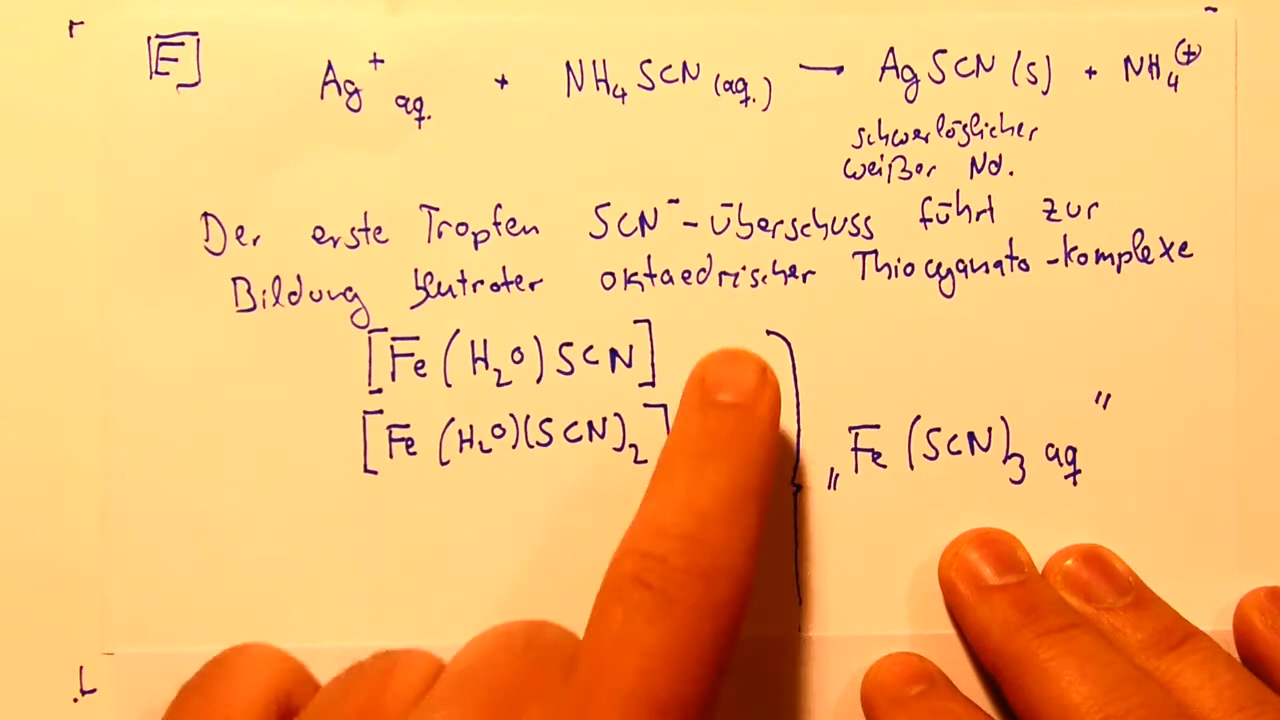 [E] Ag⁺ aq. + NH₄SCN (aq.) → AgSCN (s) + NH₄⊕
schwerlöslicher
weißer Nd.
Der erste Tropfen SCN⁻-Überschuss führt zur
Bildung blutroter oktaedrischer Thiocyanato-komplexe
[Fe(H₂O)SCN]
[Fe(H₂O)(SCN)₂] „Fe(SCN)₃ aq"